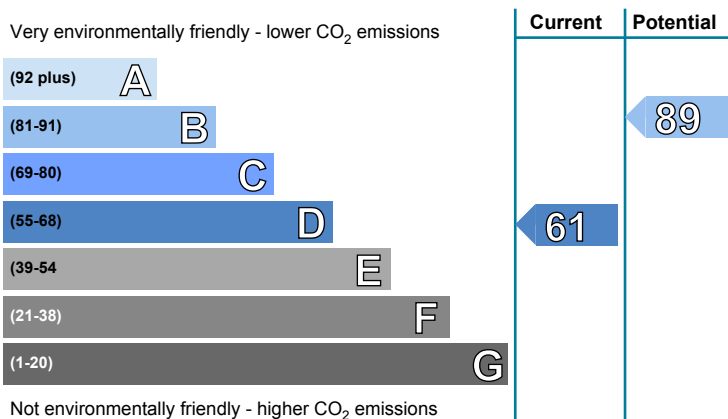 Current Potential
Very environmentally friendly - lower CO2 emissions
(92 plus) A
(81-91) B
89
(69-80) C
(55-68) D
61
(39-54 E
(21-38) F
(1-20) G
Not environmentally friendly - higher CO2 emissions